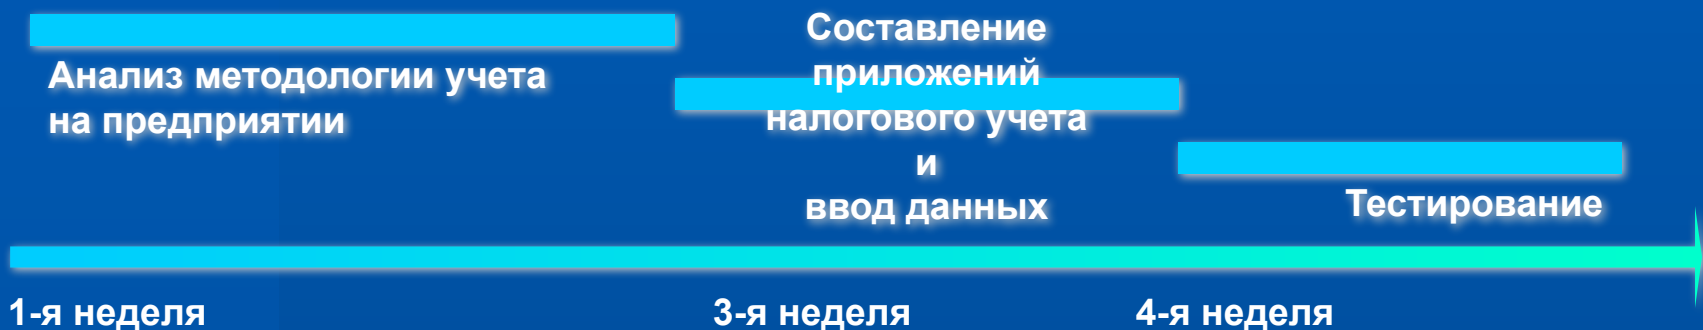 Анализ методологии учета
на предприятии
Составление
приложений
налогового учета
и
ввод данных
Тестирование
1-я неделя
3-я неделя
4-я неделя